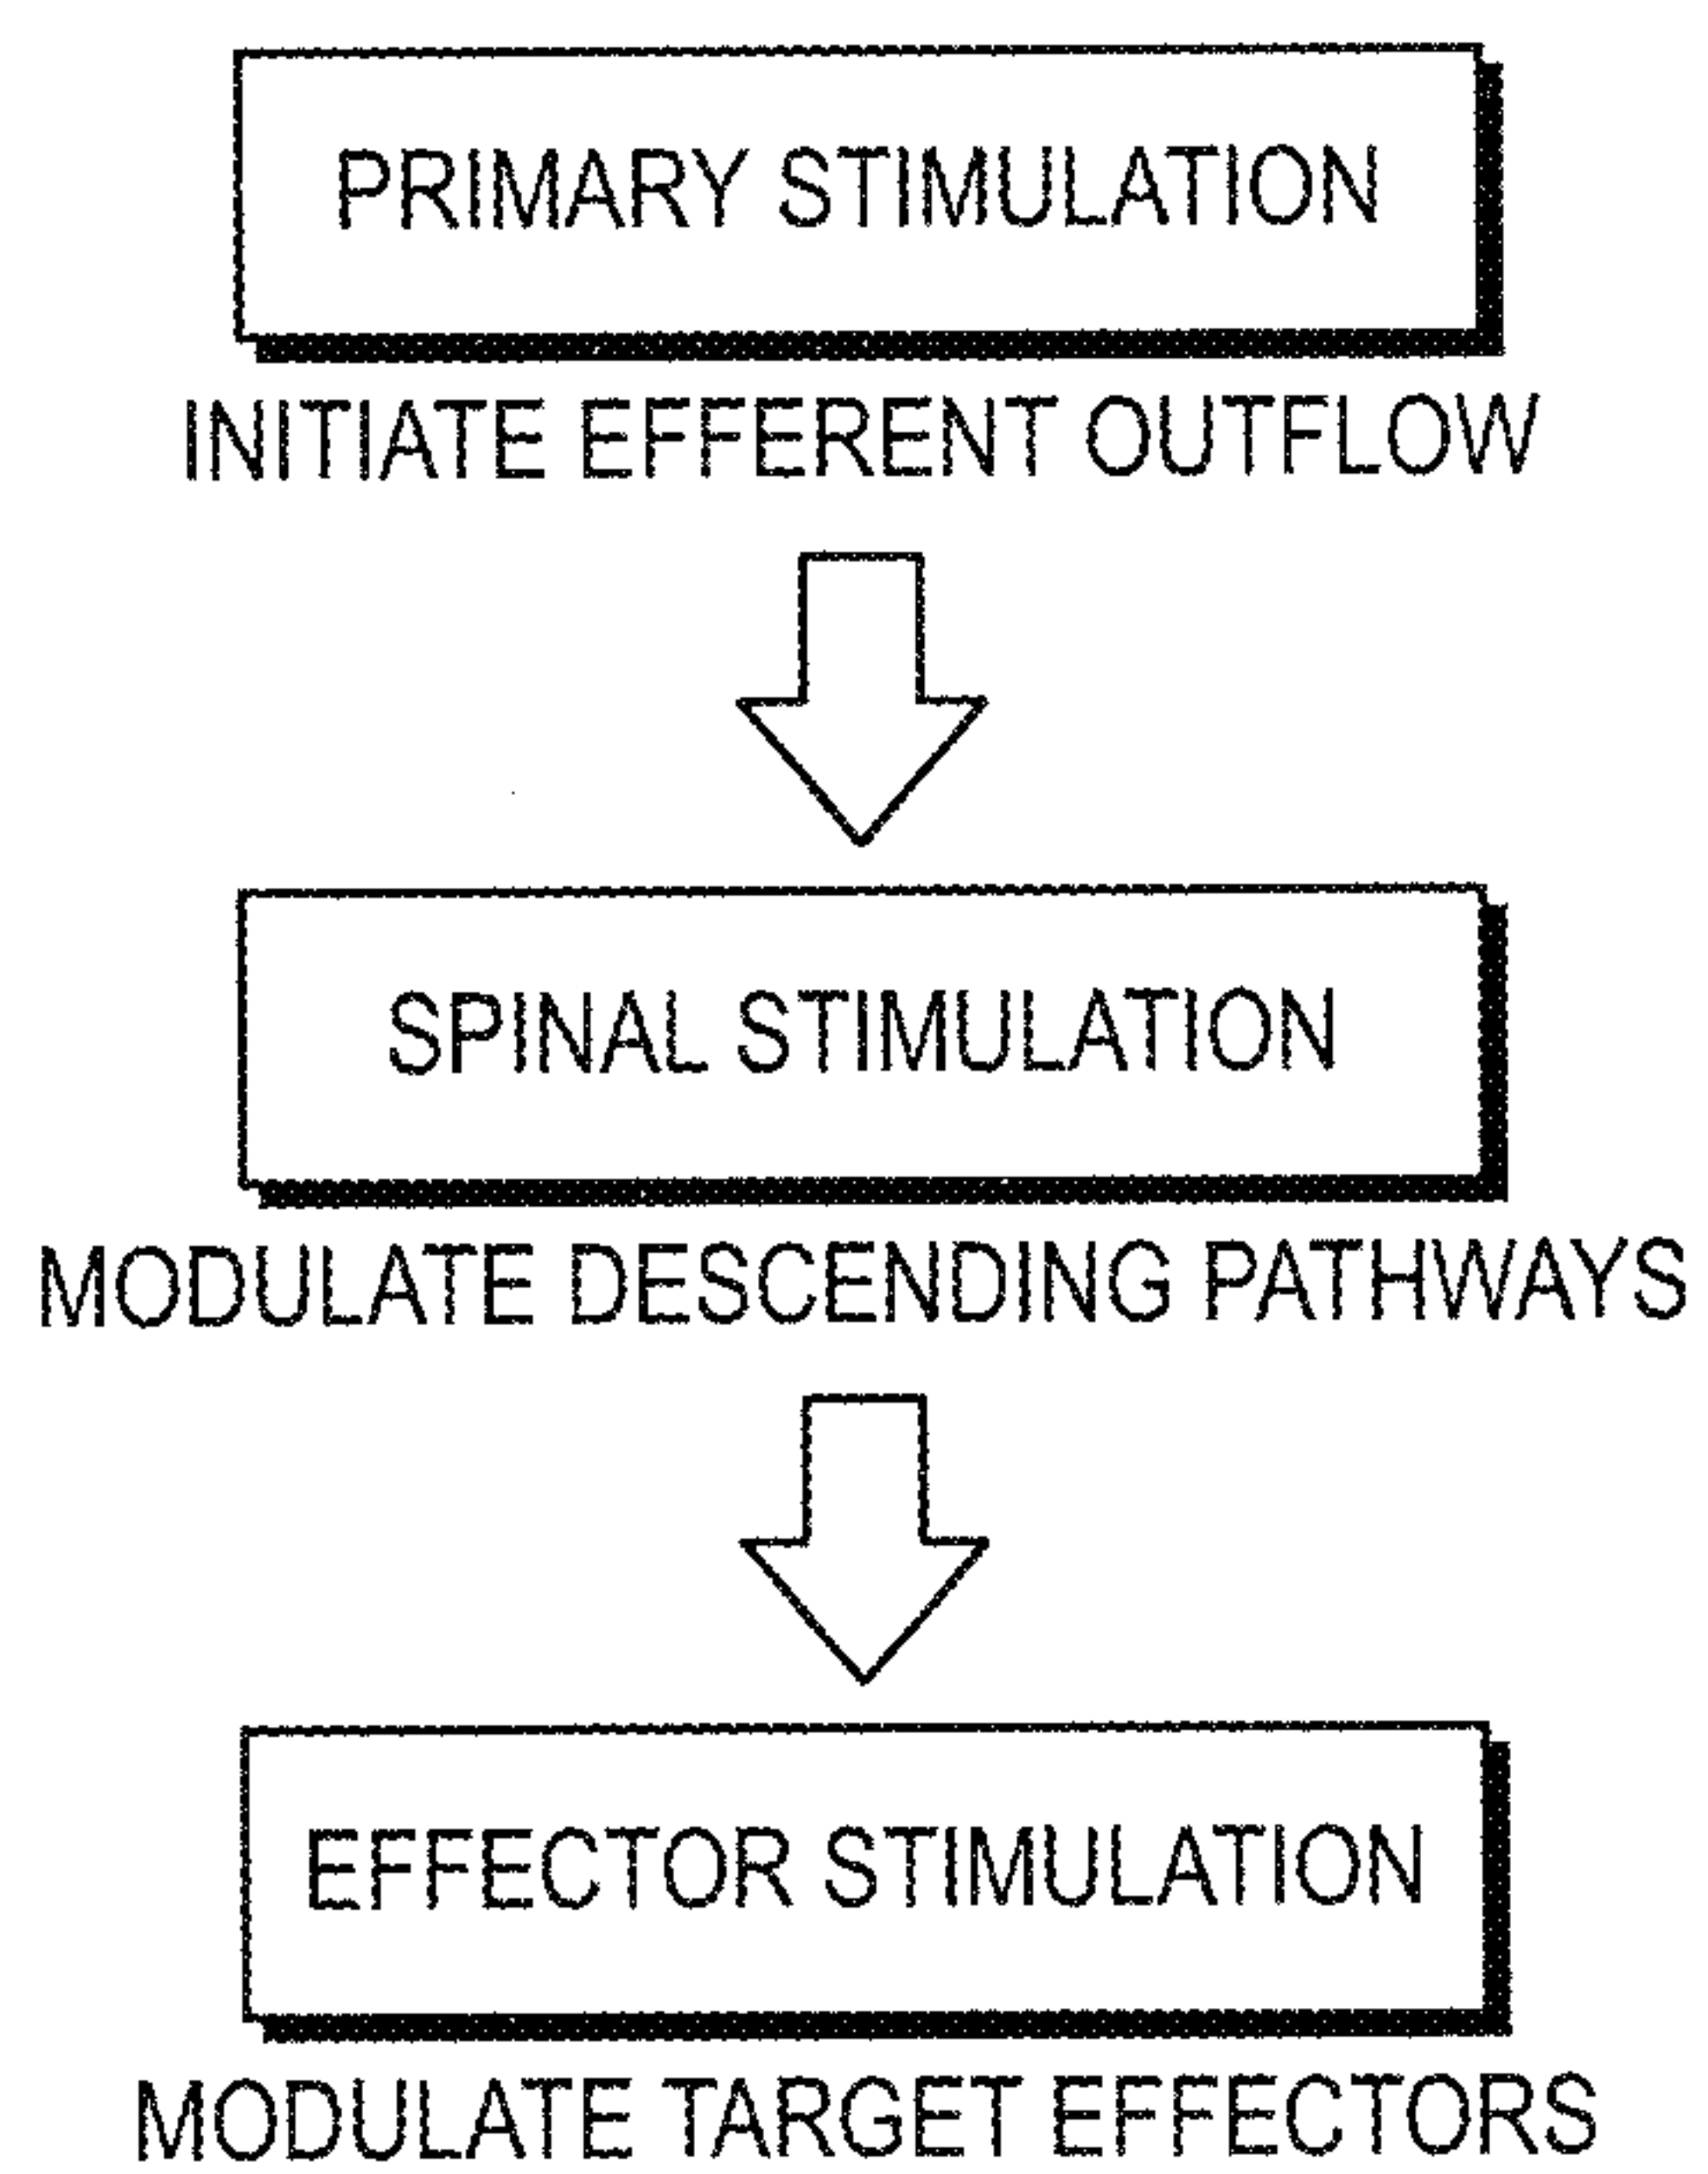 PRIMARY STIMULATION
INITIATE EFFERENT OUTFLOW
SPINAL STIMULATION
MODULATE DESCENDING PATHWAYS
EFFECTOR STIMULATION
MODULATE TARGET EFFECTORS